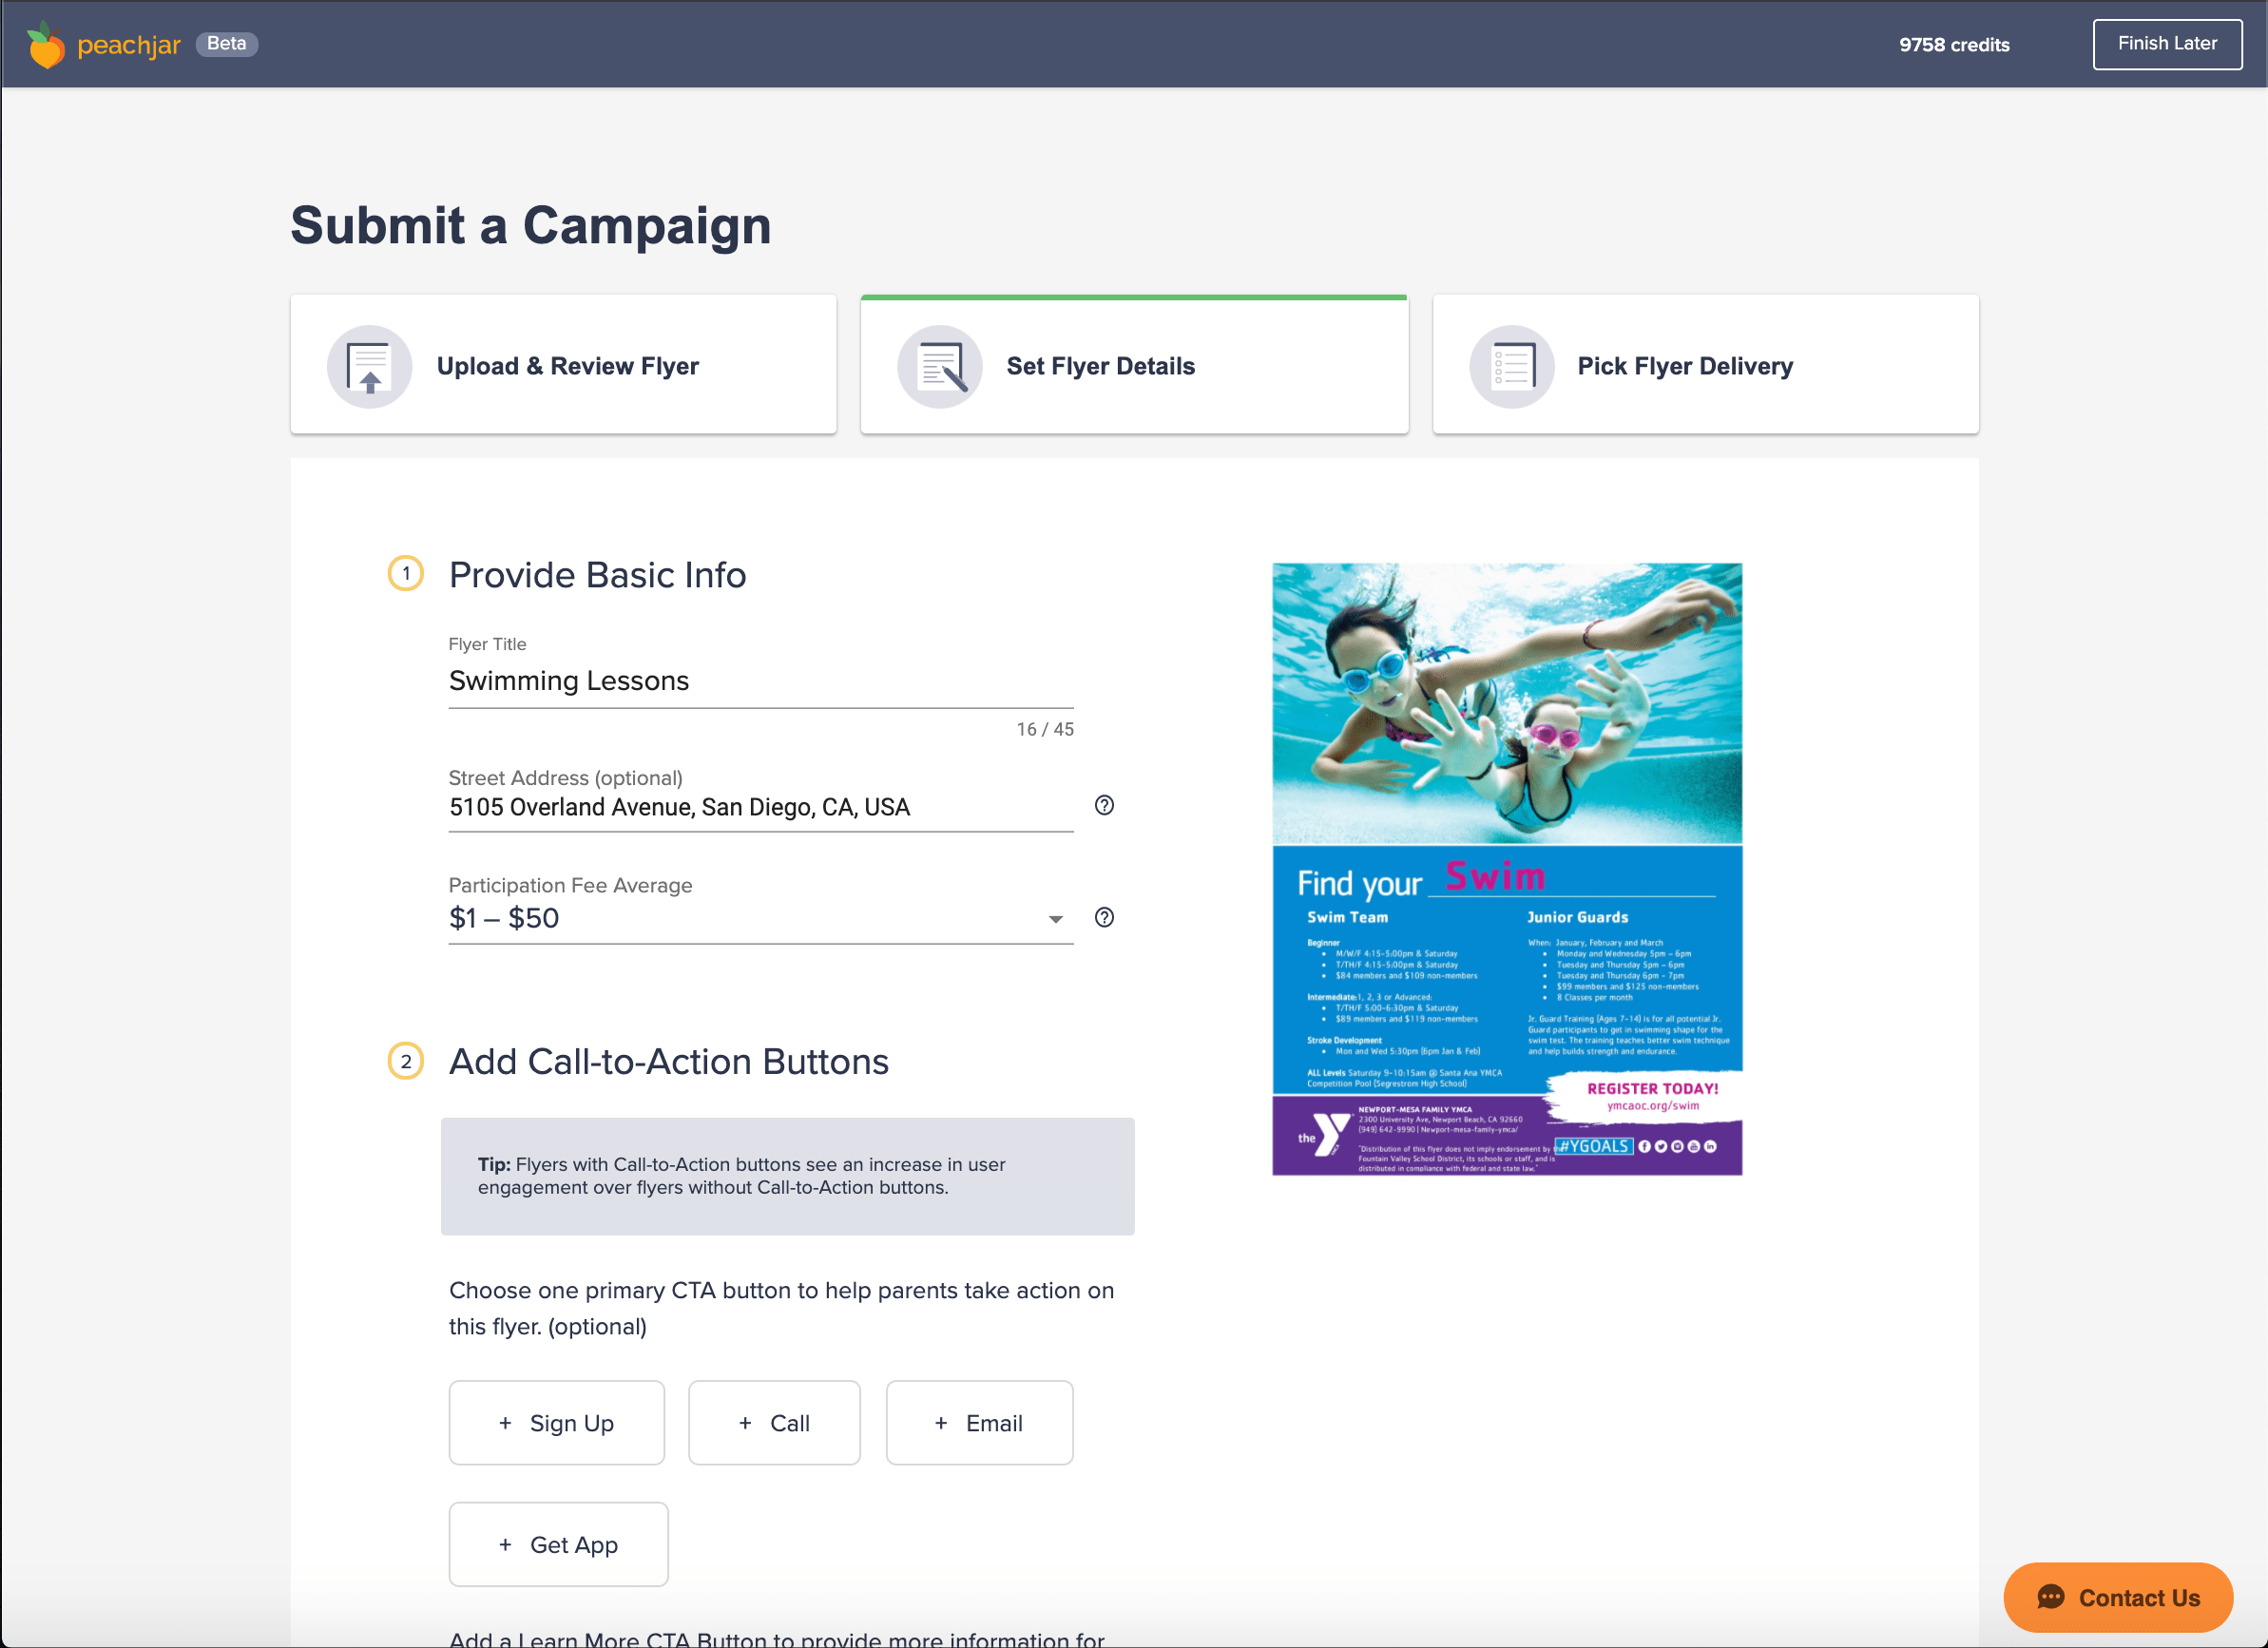 peachjar Beta
9758 credits
Finish Later
Submit a Campaign
Upload & Review Flyer
Set Flyer Details
Pick Flyer Delivery
1 Provide Basic Info
Flyer Title
Swimming Lessons
16 / 45
Street Address (optional)
5105 Overland Avenue, San Diego, CA, USA
Participation Fee Average
$1 – $50
2 Add Call-to-Action Buttons
Tip: Flyers with Call-to-Action buttons see an increase in user
engagement over flyers without Call-to-Action buttons.
Choose one primary CTA button to help parents take action on
this flyer. (optional)
+ Sign Up
+ Call
+ Email
+ Get App
Add a Learn More CTA Button to provide more information for
Find your Swim
Swim Team
Beginner
• M/W/F 4:15-5:00pm & Saturday
• T/TH/F 4:15-5:00pm & Saturday
• $84 members and $109 non-members
Intermediate:1, 2, 3 or Advanced:
• T/TH/F 5:00-6:30pm & Saturday
• $89 members and $119 non-members
Stroke Development
• Mon and Wed 5:30pm (6pm Jan & Feb)
ALL Levels Saturday 9-10:15am @ Santa Ana YMCA
Competition Pool (Segrestrom High School)
Junior Guards
When: January, February and March
• Monday and Wednesday 5pm – 6pm
• Tuesday and Thursday 5pm – 6pm
• Tuesday and Thursday 6pm – 7pm
• $99 members and $125 non-members
• 8 Classes per month
Jr. Guard Training (Ages 7-14) is for all potential Jr.
Guard participants to get in swimming shape for the
swim test. The training teaches better swim technique
and help builds strength and endurance.
REGISTER TODAY!
ymcaoc.org/swim
the Y
NEWPORT-MESA FAMILY YMCA
2300 University Ave, Newport Beach, CA 92660
(949) 642-9990 | Newport-mesa-family-ymca/
"Distribution of this flyer does not imply endorsement by
Fountain Valley School District, its schools or staff, and is
distributed in compliance with federal and state law."
#YGOALS
Contact Us